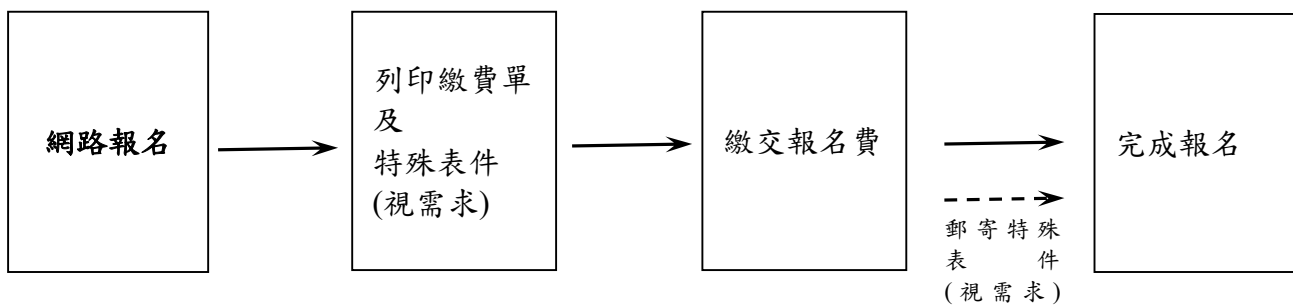 網路報名
列印繳費單
及
特殊表件
(視需求)
繳交報名費
郵寄特殊
表件
(視需求)
完成報名